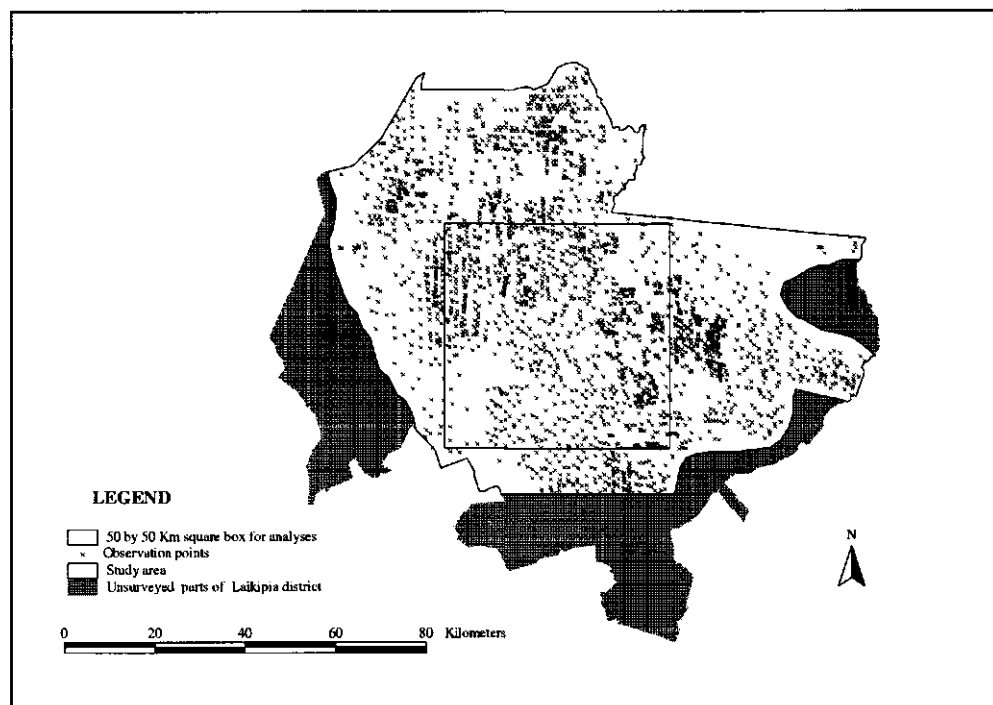 LEGEND
50 by 50 Km square box for analyses
Observation points
Study area
Unsurveyed parts of Laikipia district
N
0 20 40 60 80 Kilometers